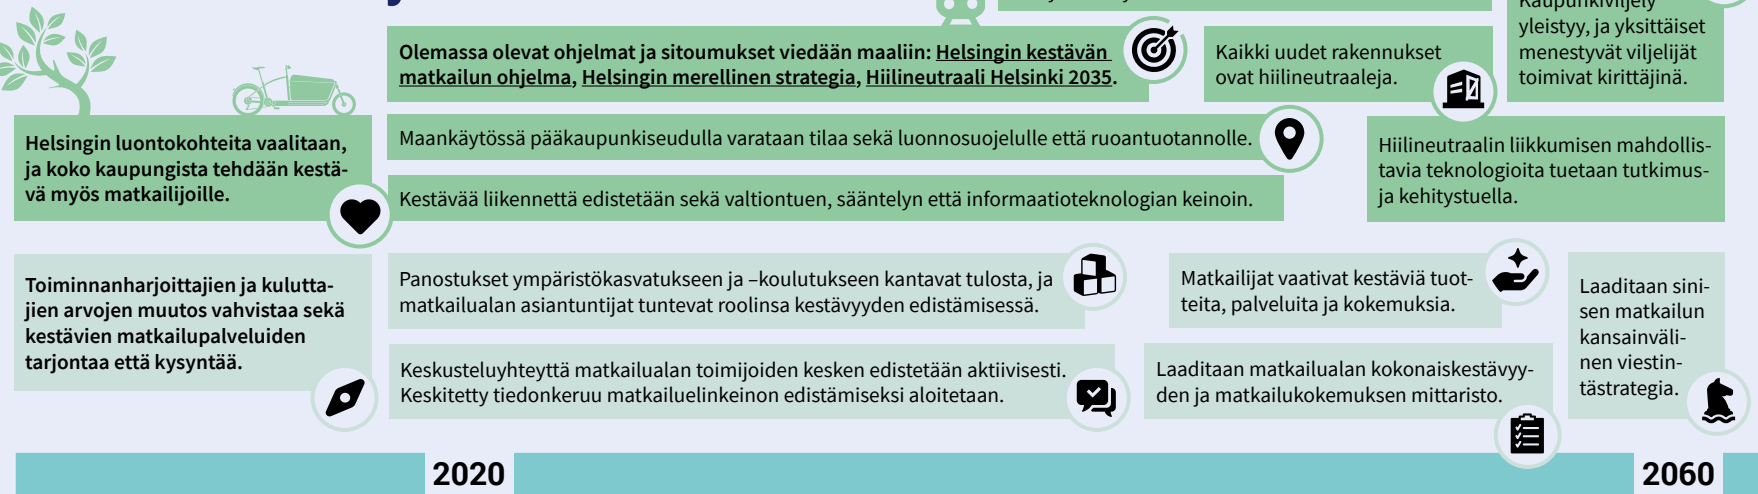 Olemassa olevat ohjelmat ja sitoumukset viedään maaliin: Helsingin kestävän
matkailun ohjelma, Helsingin merellinen strategia, Hiilineutraali Helsinki 2035.
Kaikki uudet rakennukset
ovat hiilineutraaleja.
Kaupunkiviljely
yleistyy, ja yksittäiset
menestyvät viljelijät
toimivat kirittäjinä.
Helsingin luontokohteita vaalitaan,
ja koko kaupungista tehdään kestä-
vä myös matkailijoille.
Maankäytössä pääkaupunkiseudulla varataan tilaa sekä luonnosuojelulle että ruoantuotannolle.
Kestävää liikennettä edistetään sekä valtiontuen, sääntelyn että informaatioteknologian keinoin.
Hiilineutraalin liikkumisen mahdollis-
tavia teknologioita tuetaan tutkimus-
ja kehitystuella.
Toiminnanharjoittajien ja kulutta-
jien arvojen muutos vahvistaa sekä
kestävien matkailupalveluiden
tarjontaa että kysyntää.
Panostukset ympäristökasvatukseen ja –koulutukseen kantavat tulosta, ja
matkailualan asiantuntijat tuntevat roolinsa kestävyyden edistämisessä.
Matkailijat vaativat kestäviä tuot-
teita, palveluita ja kokemuksia.
Keskusteluyhteyttä matkailualan toimijoiden kesken edistetään aktiivisesti.
Keskitetty tiedonkeruu matkailuelinkeinon edistämiseksi aloitetaan.
Laaditaan matkailualan kokonaiskestävyy-
den ja matkailukokemuksen mittaristo.
Laaditaan sini-
sen matkailun
kansainväli-
nen viestin-
tästrategia.
2020
2060